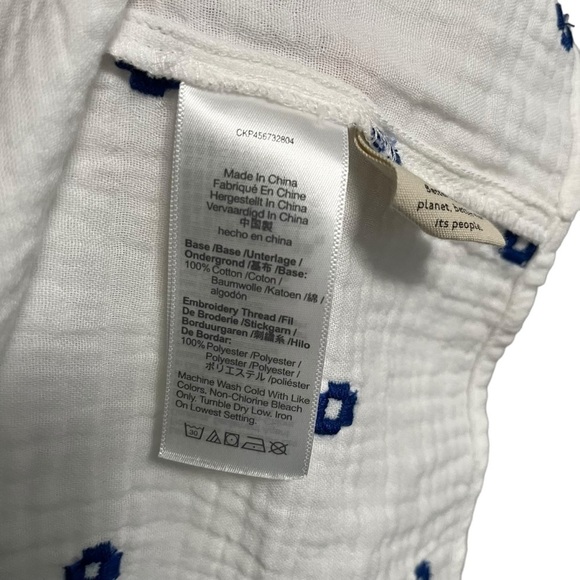 CKP456732804
Made In China
Fabriqué En Chine
Hergestellt In China
Vervaardigd In China
中国製
hecho en china
Base /Base /Unterlage /
Ondergrond /基布 /Base:
100% Cotton /Coton /
Baumwolle /Katoen /綿 /
algodón
Embroidery Thread /Fil
De Broderie /Stickgarn /
Borduurgaren /刺繍糸 /Hilo
De Bordar:
100% Polyester /Polyester /
Polyester /Polyester /
ポリエステル /poliéster
Machine Wash Cold With Like
Colors. Non-Chlorine Bleach
Only. Tumble Dry Low. Iron
On Lowest Setting.
30
planet,
its people.